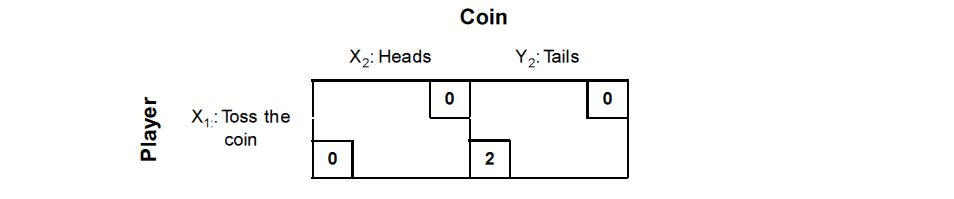 Coin
X₂: Heads Y₂: Tails
Player
X₁:: Toss the
coin
0 0
0 2